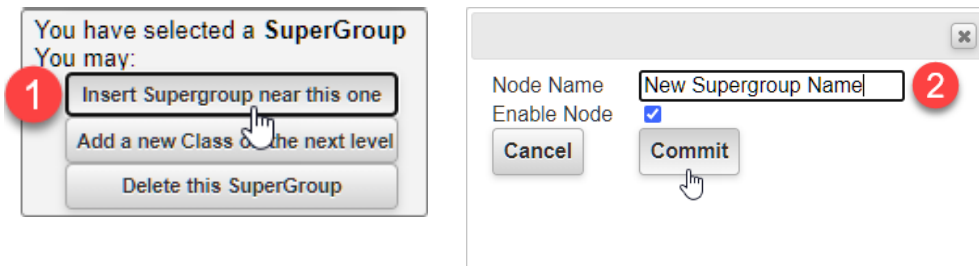 You have selected a SuperGroup
You may:
1
Insert Supergroup near this one
Add a new Class on the next level
Delete this SuperGroup
Node Name New Supergroup Name 2
Enable Node
Cancel Commit